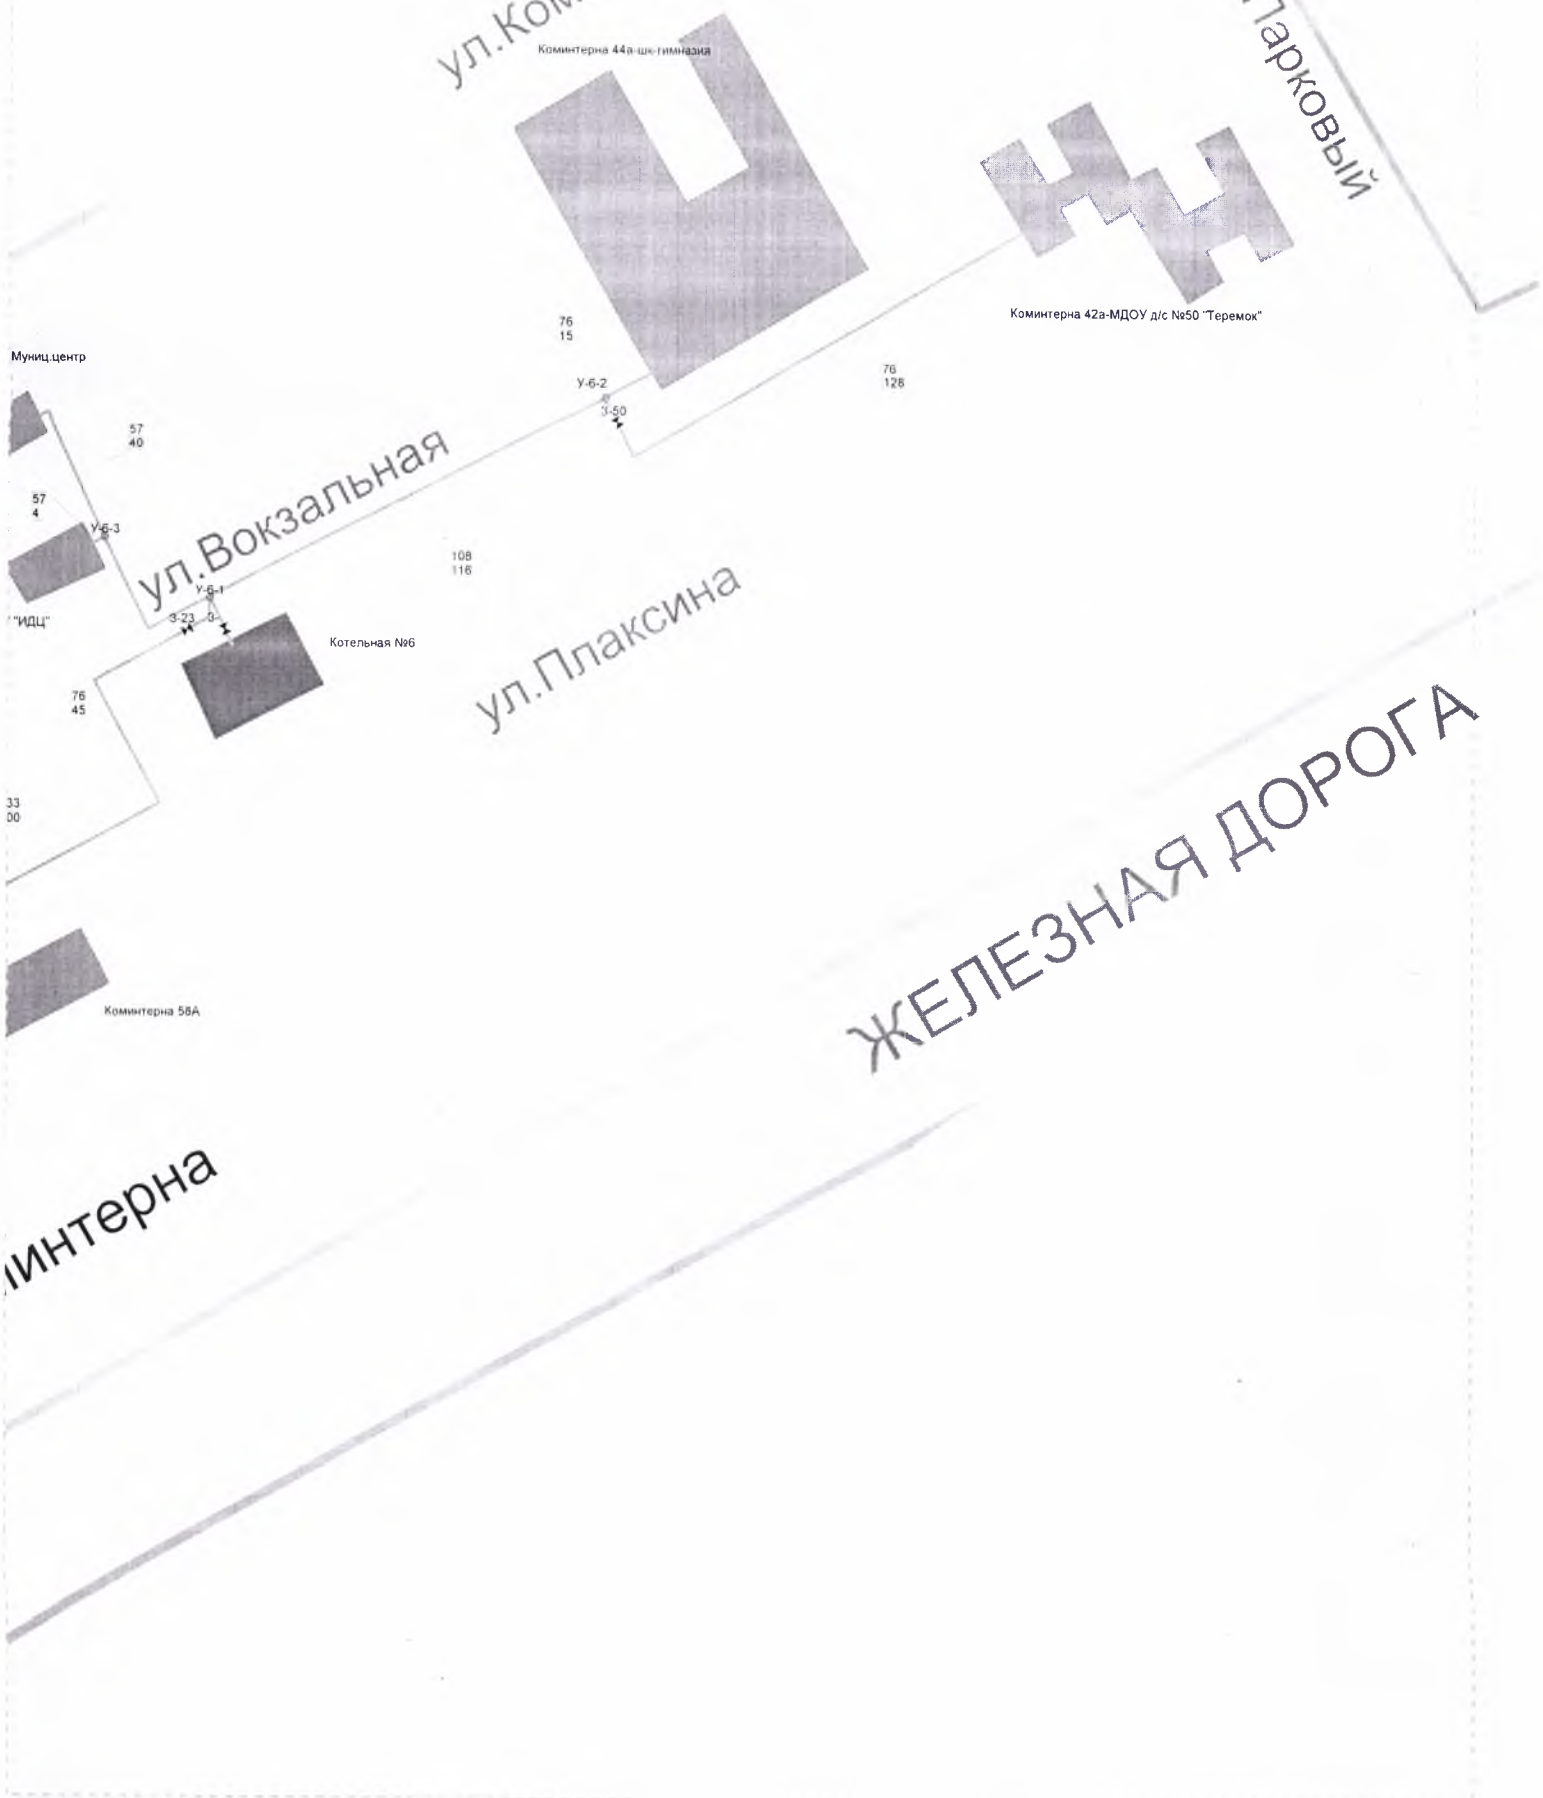 ул.Ком
Коминтерна 44а-шк-гимназия
Парковый
Коминтерна 42а-МДОУ д/с №50 "Теремок"
76
15
Муниц.центр
76
128
У-6-2
З-50
57
40
ул.Вокзальная
57
4
У-6-3
108
116
ул.Плаксина
У-6-1
З-23
З-
"ИДЦ"
Котельная №6
76
45
ЖЕЛЕЗНАЯ ДОРОГА
33
00
Коминтерна 58А
интерна